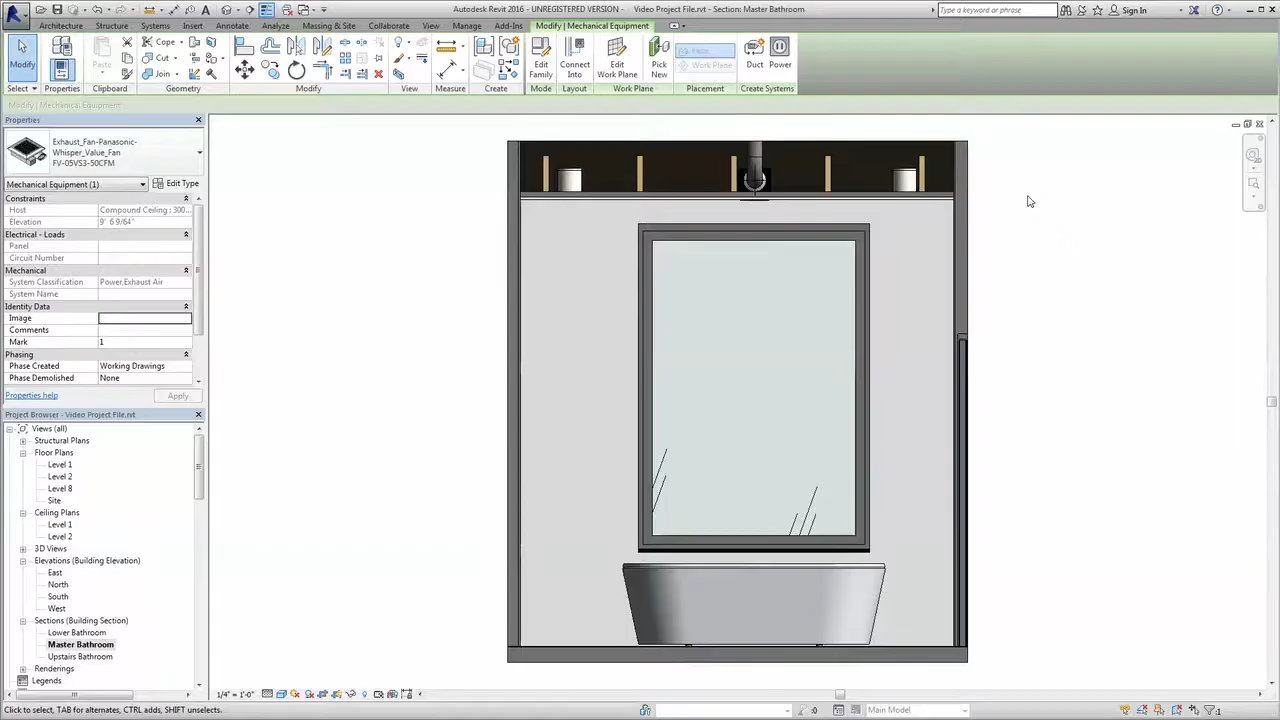 Autodesk Revit 2016 - UNREGISTERED VERSION - Video Project File.rvt - Section: Master Bathroom
Type a keyword or phrase
Sign In
Architecture Structure Systems Insert Annotate Analyze Massing & Site Collaborate View Manage Add-Ins Modify | Mechanical Equipment
Modify Paste Cope Cut Join Edit Family Connect Into Edit Work Plane Pick New Face Work Plane Duct Power
Select Properties Clipboard Geometry Modify View Measure Create Mode Layout Work Plane Placement Create Systems
Modify | Mechanical Equipment
Properties
Exhaust_Fan-Panasonic-
Whisper_Value_Fan
FV-05VS3-50CFM
Mechanical Equipment (1) Edit Type
Constraints
Host Compound Ceiling : 300...
Elevation 9' 6 9/64"
Electrical - Loads
Panel
Circuit Number
Mechanical
System Classification Power,Exhaust Air
System Name
Identity Data
Image
Comments
Mark 1
Phasing
Phase Created Working Drawings
Phase Demolished None
Properties help Apply
Project Browser - Video Project File.rvt
Views (all)
Structural Plans
Floor Plans
Level 1
Level 2
Level 8
Site
Ceiling Plans
Level 1
Level 2
3D Views
Elevations (Building Elevation)
East
North
South
West
Sections (Building Section)
Lower Bathroom
Master Bathroom
Upstairs Bathroom
Renderings
Legends
1/4" = 1'-0"
Click to select, TAB for alternates, CTRL adds, SHIFT unselects. :0 Main Model :1